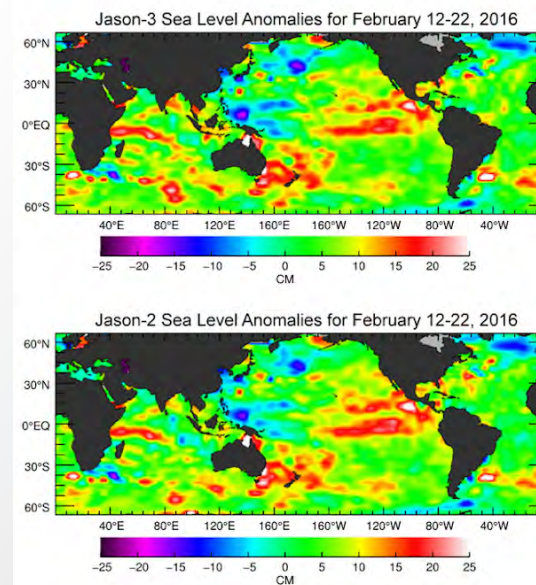 Jason-3 Sea Level Anomalies for February 12-22, 2016
60°N
30°N
0°EQ
30°S
60°S
40°E 80°E 120°E 160°E 160°W 120°W 80°W 40°W
−25 −20 −15 −10 −5 0 5 10 15 20 25
CM
Jason-2 Sea Level Anomalies for February 12-22, 2016
60°N
30°N
0°EQ
30°S
60°S
40°E 80°E 120°E 160°E 160°W 120°W 80°W 40°W
−25 −20 −15 −10 −5 0 5 10 15 20 25
CM